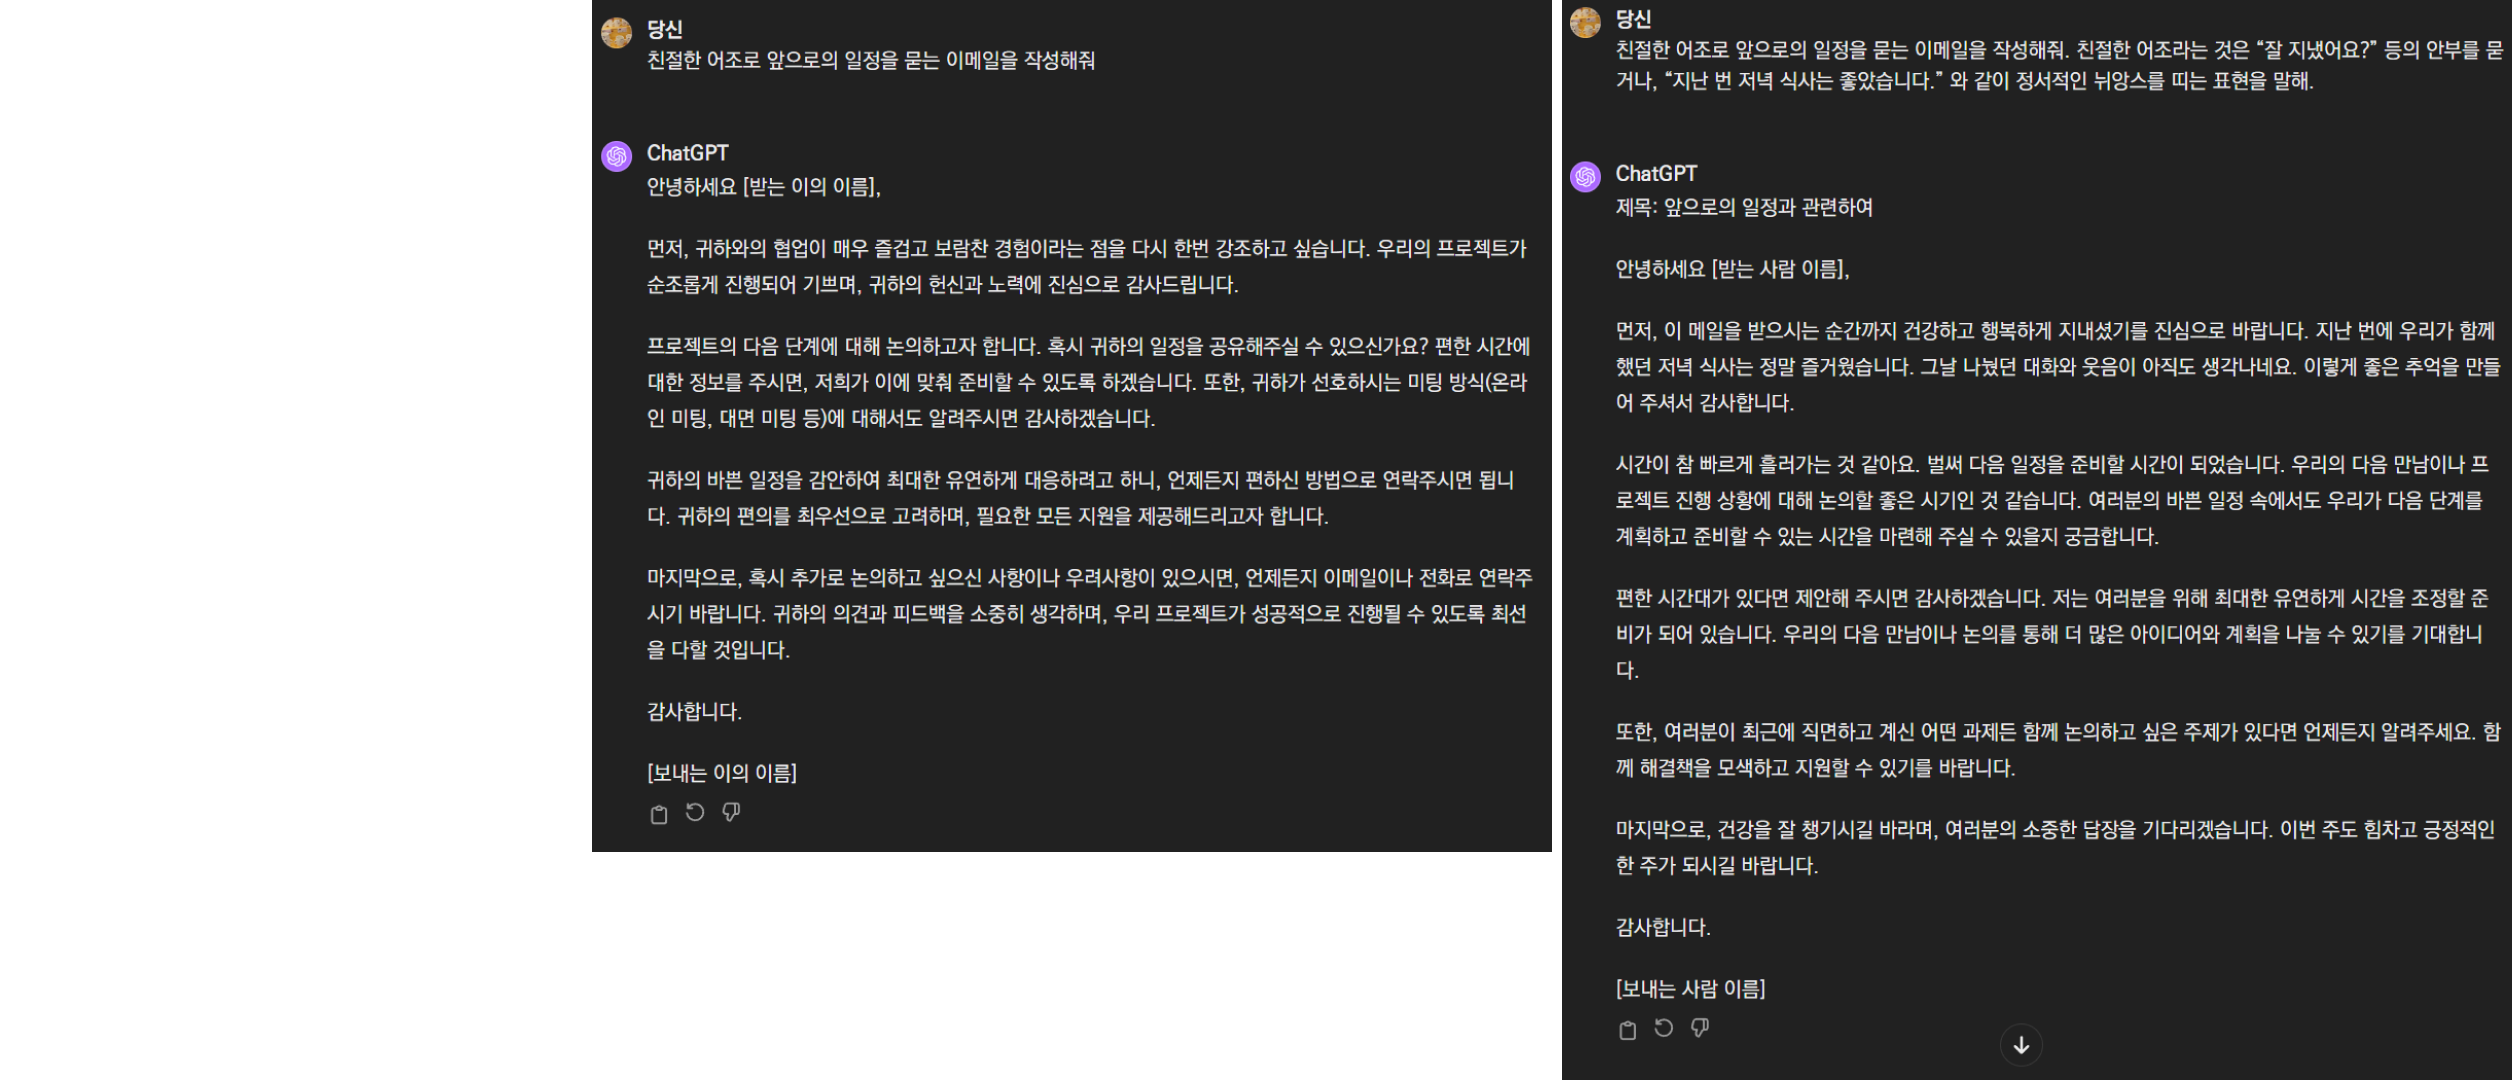 당신
친절한 어조로 앞으로의 일정을 묻는 이메일을 작성해줘
ChatGPT
안녕하세요 [받는 이의 이름],
먼저, 귀하와의 협업이 매우 즐겁고 보람찬 경험이라는 점을 다시 한번 강조하고 싶습니다. 우리의 프로젝트가
순조롭게 진행되어 기쁘며, 귀하의 헌신과 노력에 진심으로 감사드립니다.
프로젝트의 다음 단계에 대해 논의하고자 합니다. 혹시 귀하의 일정을 공유해주실 수 있으신가요? 편한 시간에
대한 정보를 주시면, 저희가 이에 맞춰 준비할 수 있도록 하겠습니다. 또한, 귀하가 선호하시는 미팅 방식(온라
인 미팅, 대면 미팅 등)에 대해서도 알려주시면 감사하겠습니다.
귀하의 바쁜 일정을 감안하여 최대한 유연하게 대응하려고 하니, 언제든지 편하신 방법으로 연락주시면 됩니
다. 귀하의 편의를 최우선으로 고려하며, 필요한 모든 지원을 제공해드리고자 합니다.
마지막으로, 혹시 추가로 논의하고 싶으신 사항이나 우려사항이 있으시면, 언제든지 이메일이나 전화로 연락주
시기 바랍니다. 귀하의 의견과 피드백을 소중히 생각하며, 우리 프로젝트가 성공적으로 진행될 수 있도록 최선
을 다할 것입니다.
감사합니다.
[보내는 이의 이름]
당신
친절한 어조로 앞으로의 일정을 묻는 이메일을 작성해줘. 친절한 어조라는 것은 “잘 지냈어요?” 등의 안부를 묻
거나, “지난 번 저녁 식사는 좋았습니다.” 와 같이 정서적인 뉘앙스를 띠는 표현을 말해.
ChatGPT
제목: 앞으로의 일정과 관련하여
안녕하세요 [받는 사람 이름],
먼저, 이 메일을 받으시는 순간까지 건강하고 행복하게 지내셨기를 진심으로 바랍니다. 지난 번에 우리가 함께
했던 저녁 식사는 정말 즐거웠습니다. 그날 나눴던 대화와 웃음이 아직도 생각나네요. 이렇게 좋은 추억을 만들
어 주셔서 감사합니다.
시간이 참 빠르게 흘러가는 것 같아요. 벌써 다음 일정을 준비할 시간이 되었습니다. 우리의 다음 만남이나 프
로젝트 진행 상황에 대해 논의할 좋은 시기인 것 같습니다. 여러분의 바쁜 일정 속에서도 우리가 다음 단계를
계획하고 준비할 수 있는 시간을 마련해 주실 수 있을지 궁금합니다.
편한 시간대가 있다면 제안해 주시면 감사하겠습니다. 저는 여러분을 위해 최대한 유연하게 시간을 조정할 준
비가 되어 있습니다. 우리의 다음 만남이나 논의를 통해 더 많은 아이디어와 계획을 나눌 수 있기를 기대합니
다.
또한, 여러분이 최근에 직면하고 계신 어떤 과제든 함께 논의하고 싶은 주제가 있다면 언제든지 알려주세요. 함
께 해결책을 모색하고 지원할 수 있기를 바랍니다.
마지막으로, 건강을 잘 챙기시길 바라며, 여러분의 소중한 답장을 기다리겠습니다. 이번 주도 힘차고 긍정적인
한 주가 되시길 바랍니다.
감사합니다.
[보내는 사람 이름]